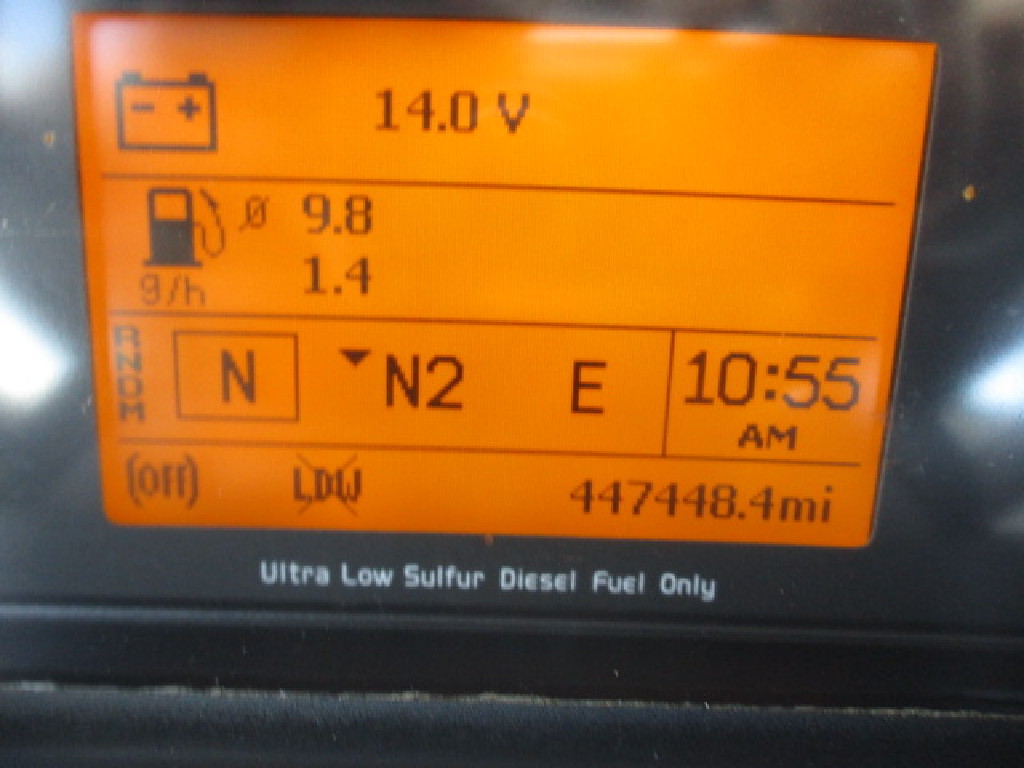 14.0 V
Ø 9.8
g/h 1.4
RNDM N N2 E 10:55
AM
(Off) LDW 447448.4mi
Ultra Low Sulfur Diesel Fuel Only